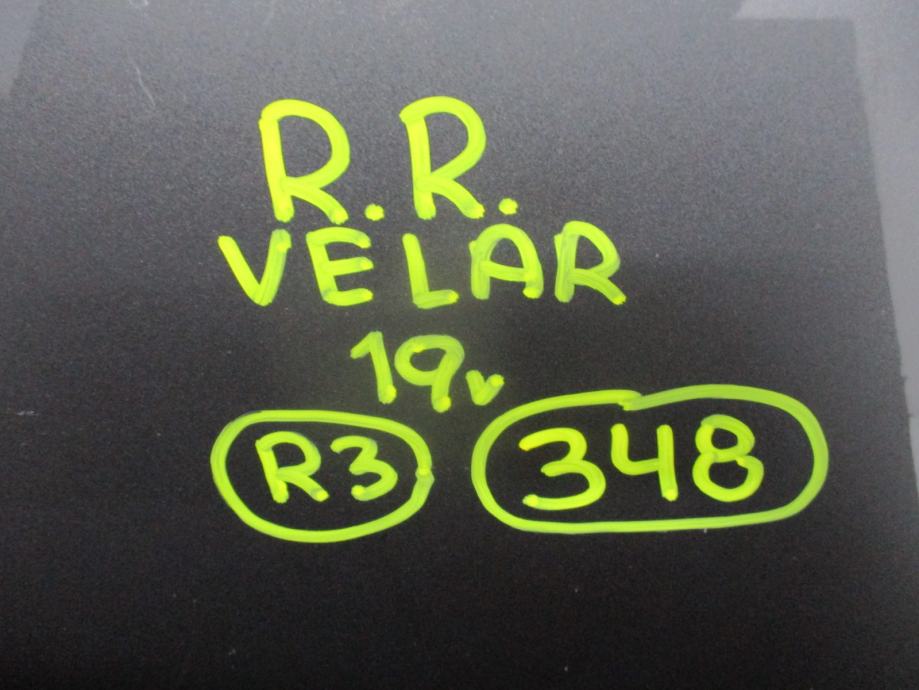 R.R.
VELAR
19v
R3 348